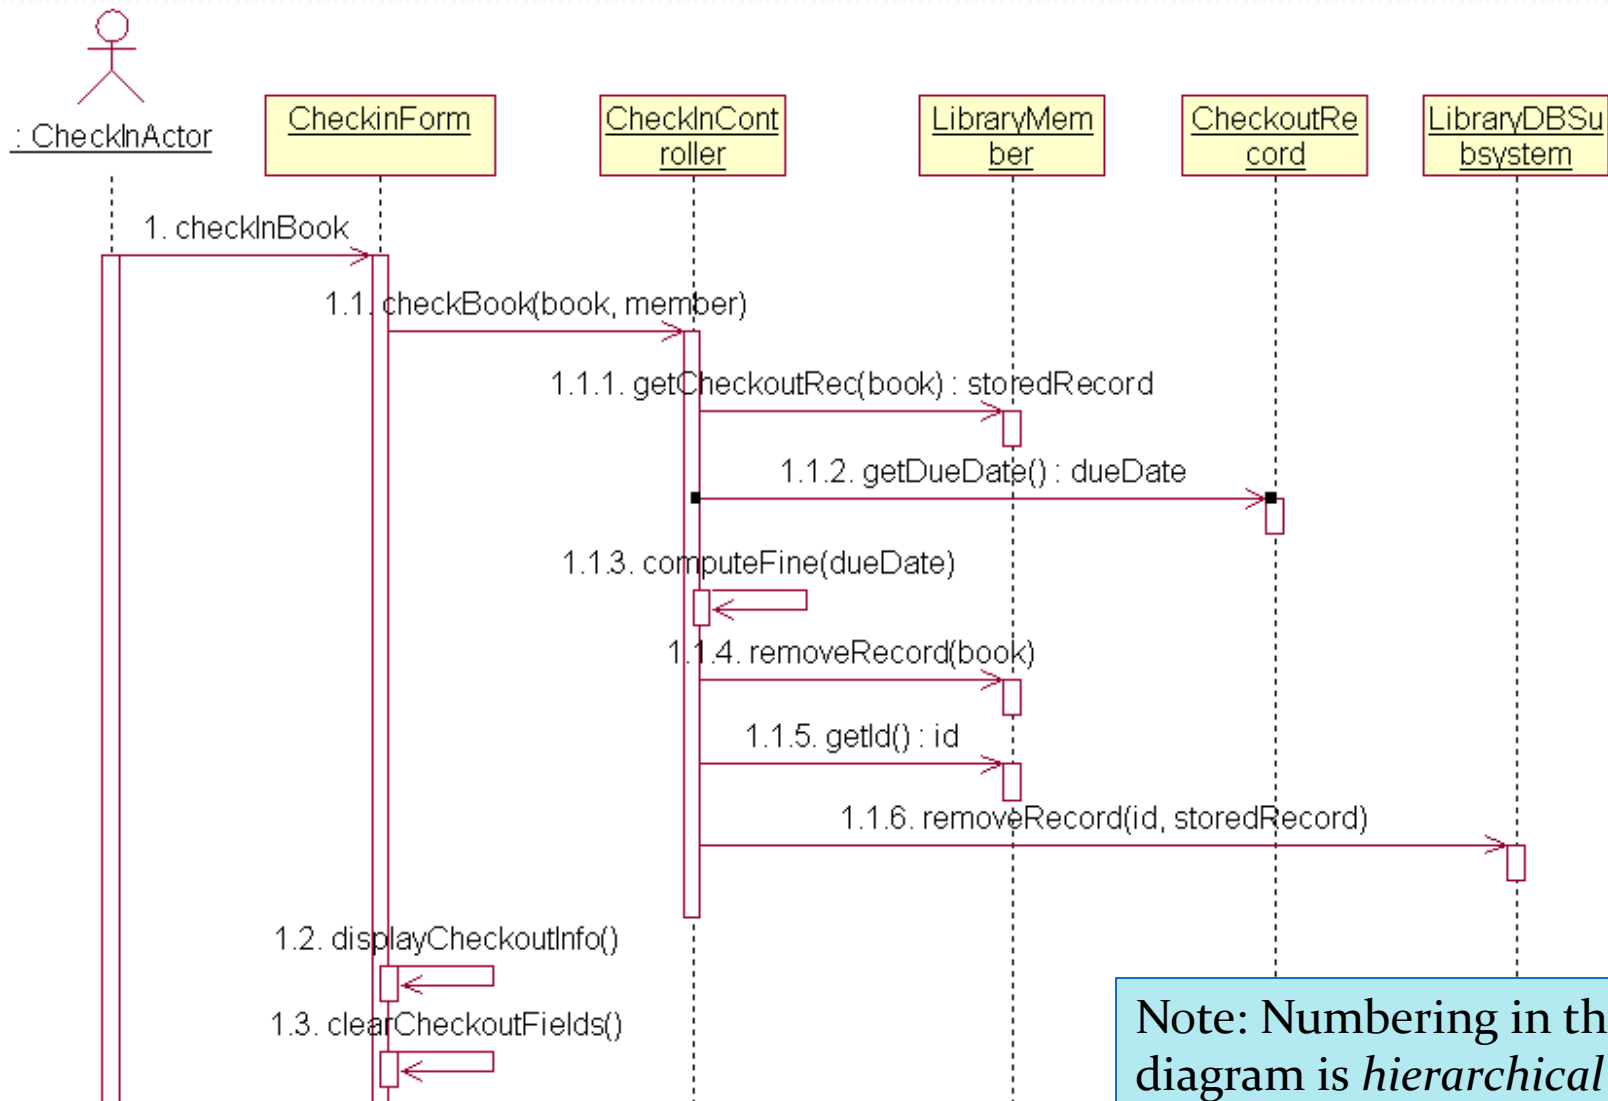 : CheckInActor
CheckinForm
CheckInCont
roller
LibraryMem
ber
CheckoutRe
cord
LibraryDBSu
bsystem
1. checkInBook
1.1. checkBook(book, member)
1.1.1. getCheckoutRec(book) : storedRecord
1.1.2. getDueDate() : dueDate
1.1.3. computeFine(dueDate)
1.1.4. removeRecord(book)
1.1.5. getId() : id
1.1.6. removeRecord(id, storedRecord)
1.2. displayCheckoutInfo()
1.3. clearCheckoutFields()
Note: Numbering in th
diagram is hierarchical